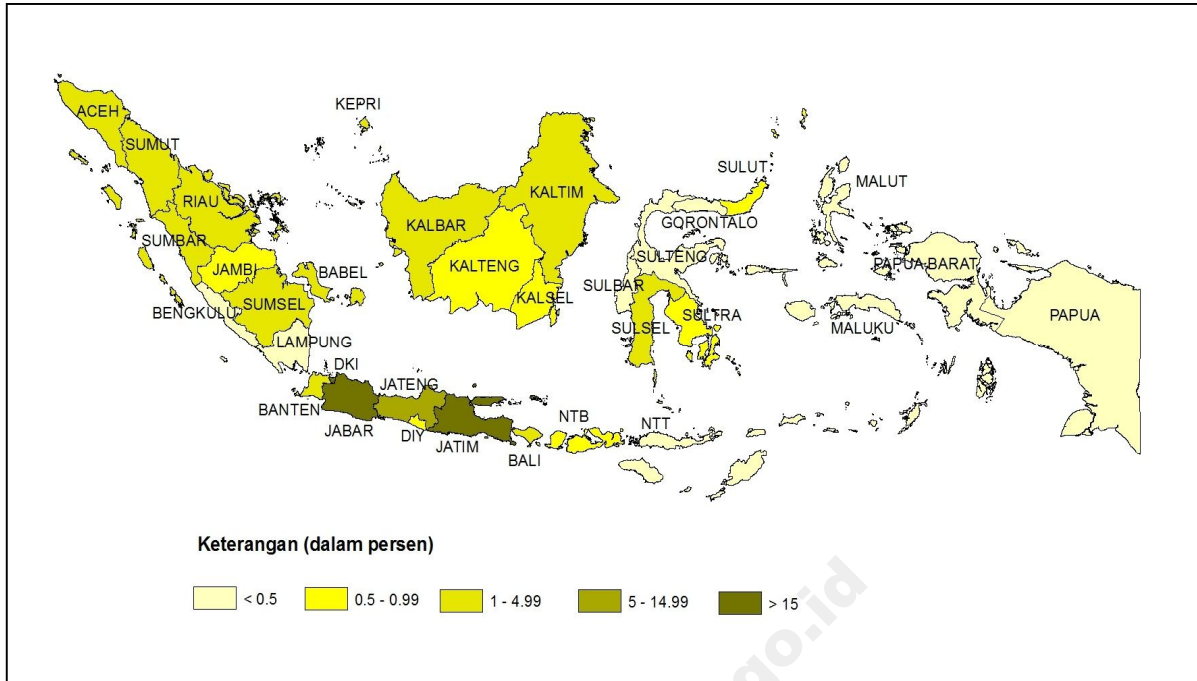 ACEH
KEPRI
SUMUT
SULUT
MALUT
RIAU
KALTIM
GORONTALO
KALBAR
SUMBAR
SULTENG
PAPUA BARAT
JAMBI
BABEL
KALTENG
SULBAR
KALSEL
SUMSEL
BENGKULU
SULTRA
PAPUA
SULSEL
MALUKU
LAMPUNG
DKI
JATENG
BANTEN
JABAR
DIY
JATIM
NTB
NTT
BALI
Keterangan (dalam persen)
< 0.5
0.5 - 0.99
1 - 4.99
5 - 14.99
> 15
go.id